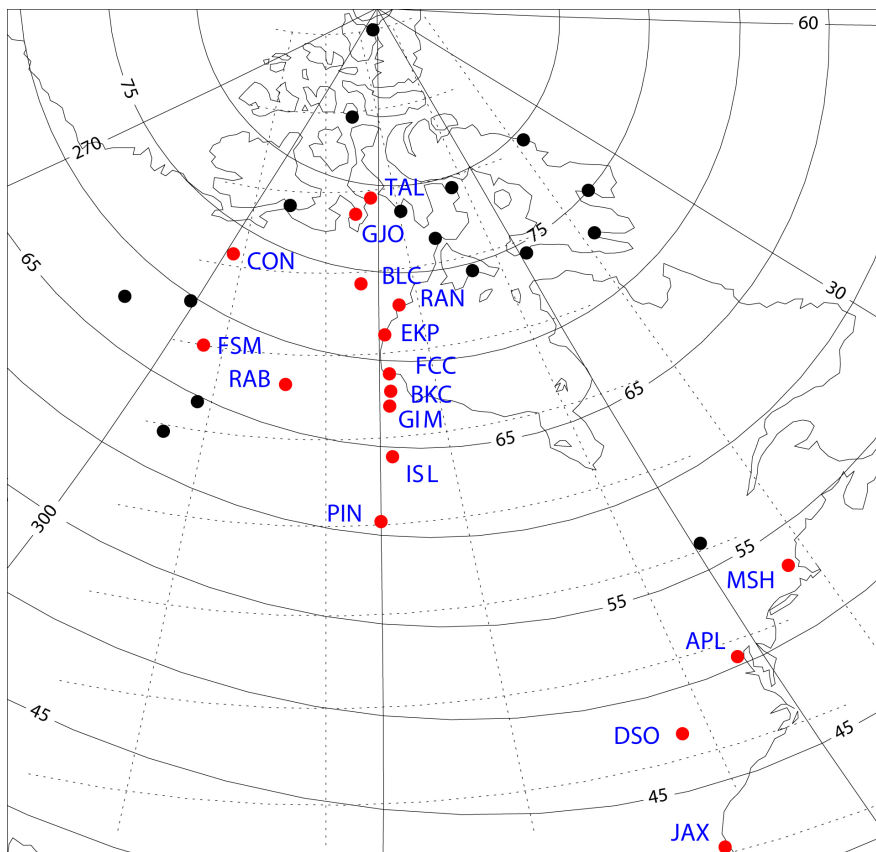 60
75
270
TAL
GJO
75
CON
65
BLC
30
RAN
EKP
FSM
FCC
RAB
BKC
65
GIM
65
ISL
PIN
300
55
MSH
55
APL
45
DSO
45
45
JAX